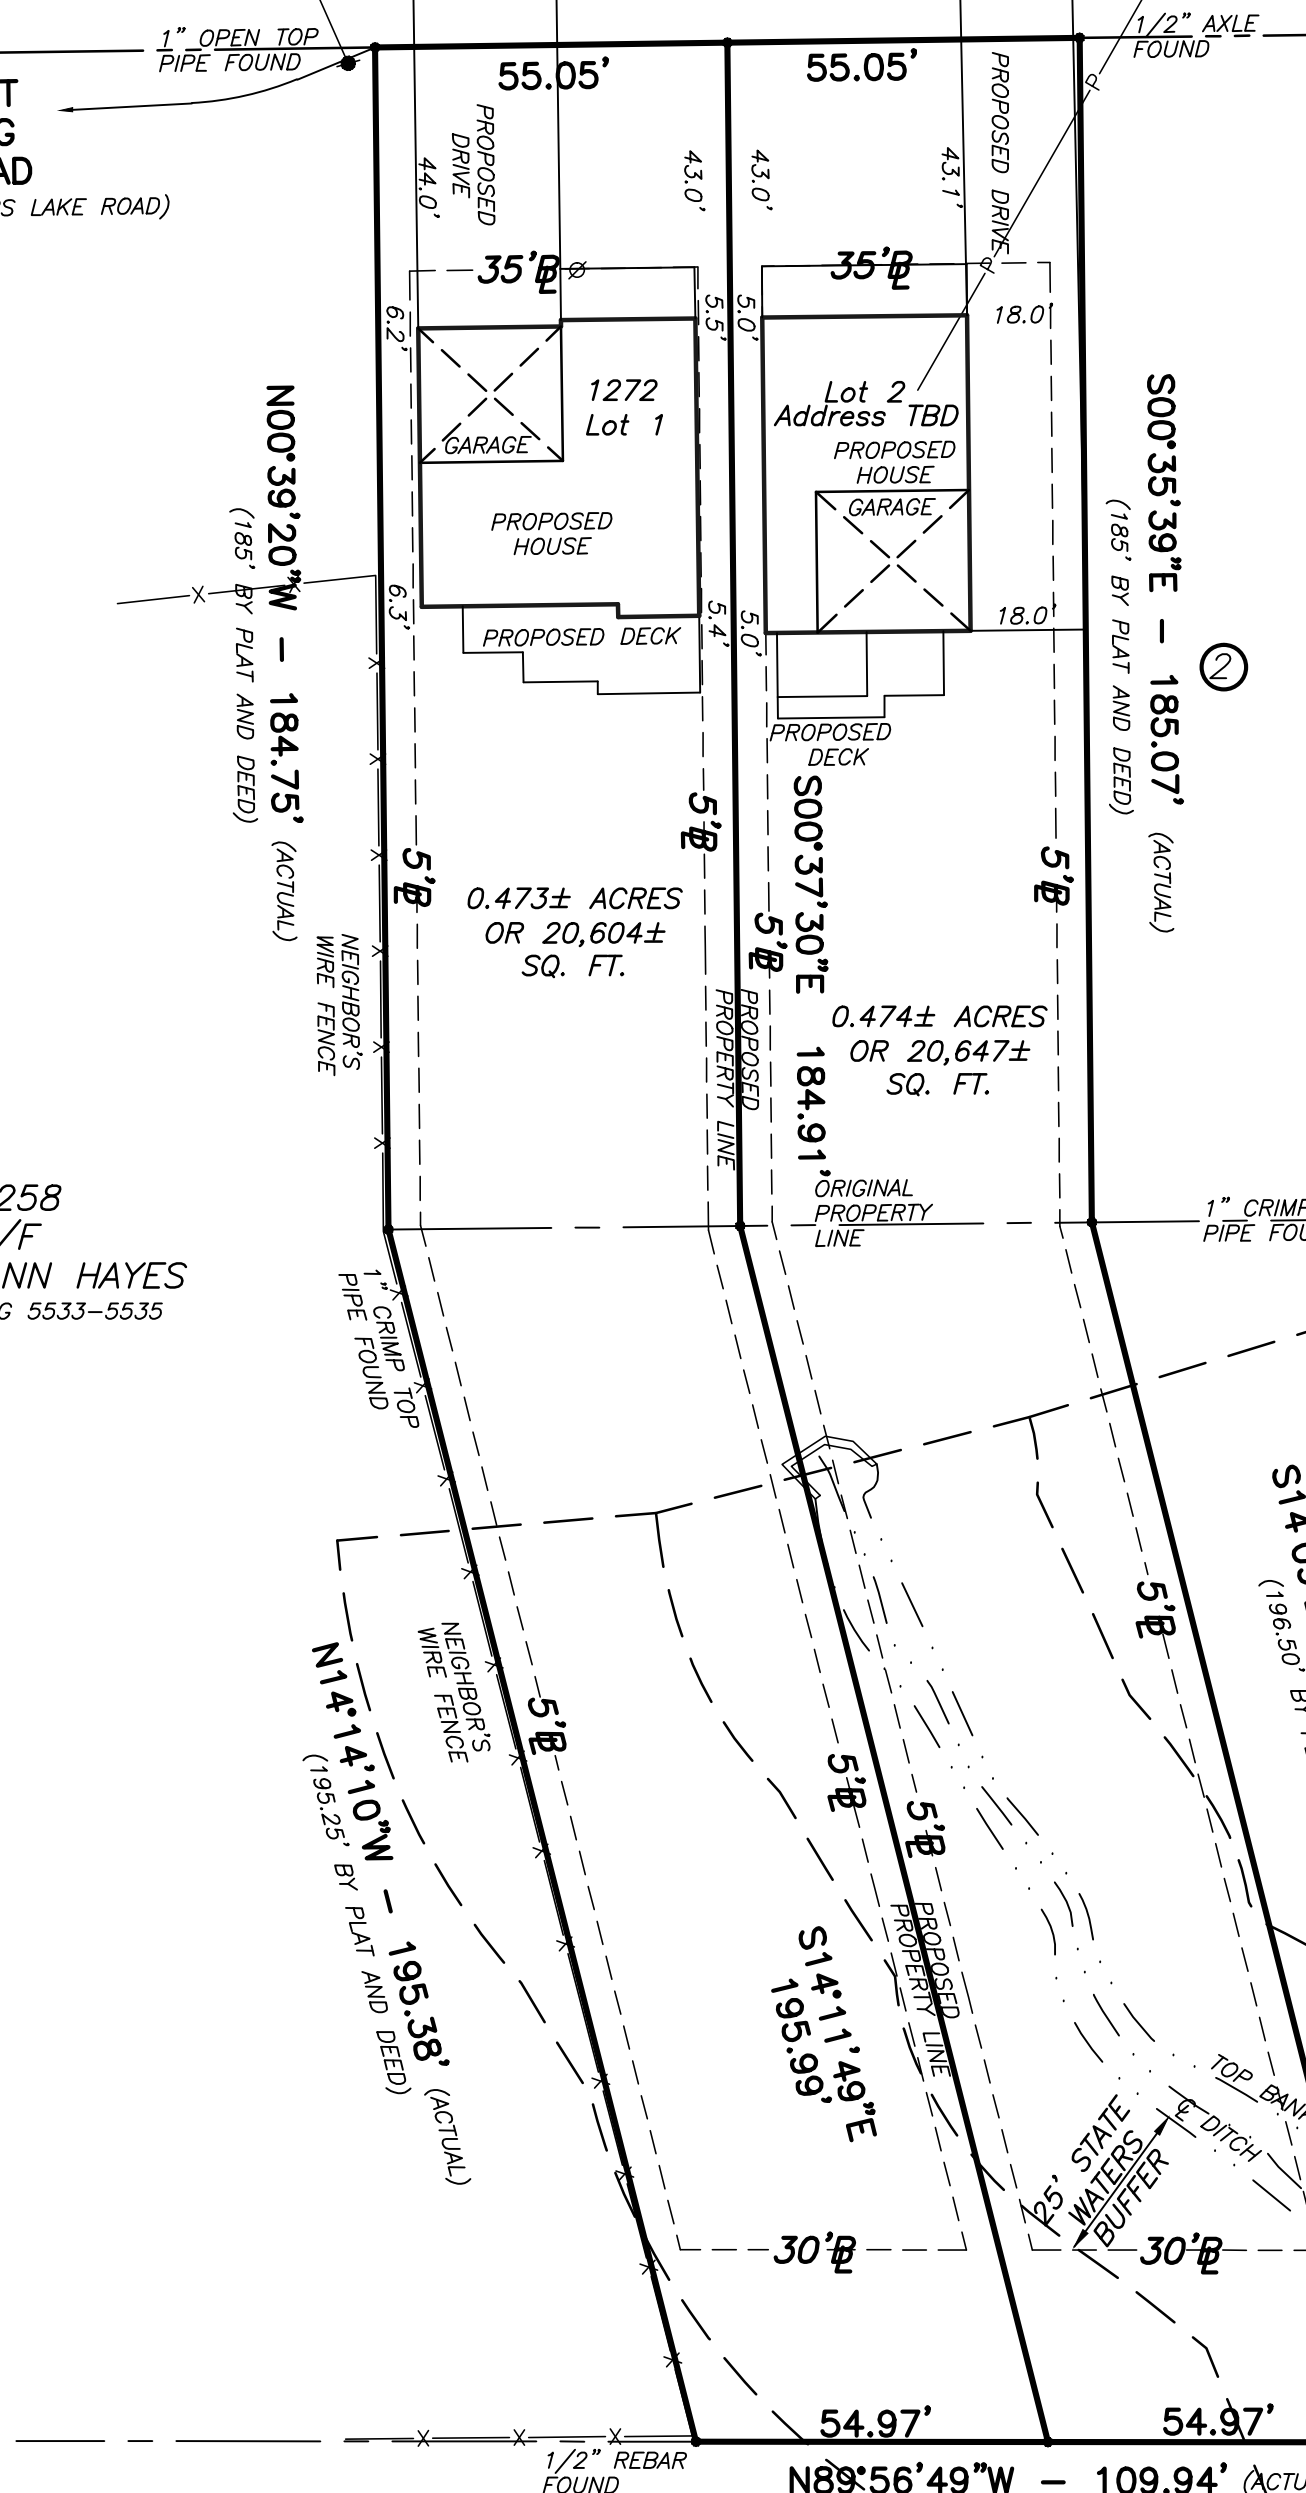 1" OPEN TOP
PIPE FOUND
1/2" AXLE
FOUND
55.05'
55.05'
T
G
AD
S LAKE ROAD)
PROPOSED
DRIVE
PROPOSED DRIVE
P
P
44.0'
43.0'
43.0'
43.1'
35'BL
35'BL
6.2'
5.5'
5.0'
18.0'
1272
Lot 1
GARAGE
PROPOSED
HOUSE
Lot 2
Address TBD
PROPOSED
HOUSE
GARAGE
6.3'
5.4'
5.0'
18.0'
PROPOSED DECK
PROPOSED
DECK
N00°39'20"W - 184.75' (ACTUAL)
(185' BY PLAT AND DEED)
S00°35'39"E - 185.07' (ACTUAL)
(185' BY PLAT AND DEED)
2
X
X
S00°37'30"E 184.91'
5'BL
5'BL
5'BL
5'BL
0.473± ACRES
OR 20,604±
SQ. FT.
0.474± ACRES
OR 20,647±
SQ. FT.
NEIGHBOR'S
WIRE FENCE
PROPOSED
PROPERTY LINE
ORIGINAL
PROPERTY
LINE
1" CRIMP
PIPE FOU
258
/F
NN HAYES
G 5533-5535
1" CRIMP TOP
PIPE FOUND
NEIGHBOR'S
WIRE FENCE
N14°14'10"W - 195.38' (ACTUAL)
(195.25' BY PLAT AND DEED)
5'BL
5'BL
5'BL
5'BL
(196.50' BY
S14°11'49"E
195.99'
PROPOSED
PROPERTY LINE
TOP BANK
CL DITCH
25' STATE
WATERS
BUFFER
30'BL
30'BL
54.97'
54.97'
1/2" REBAR
FOUND
N89°56'49"W - 109.94' (ACTU